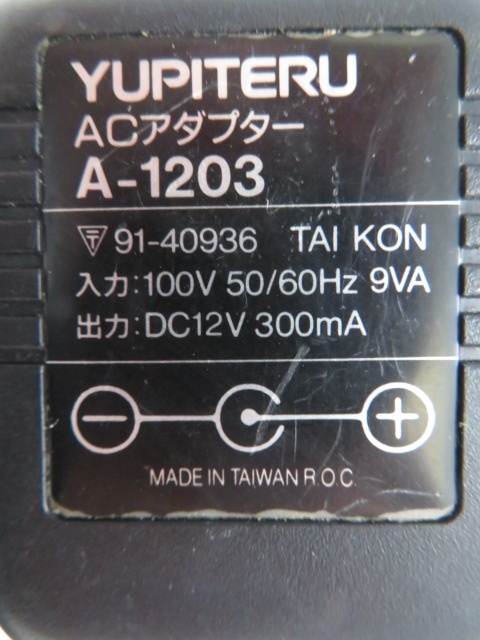 YUPITERU
ACアダプター
A-1203
〒 91-40936 TAI KON
入力:100V 50/60Hz 9VA
出力:DC12V 300mA
MADE IN TAIWAN R.O.C.